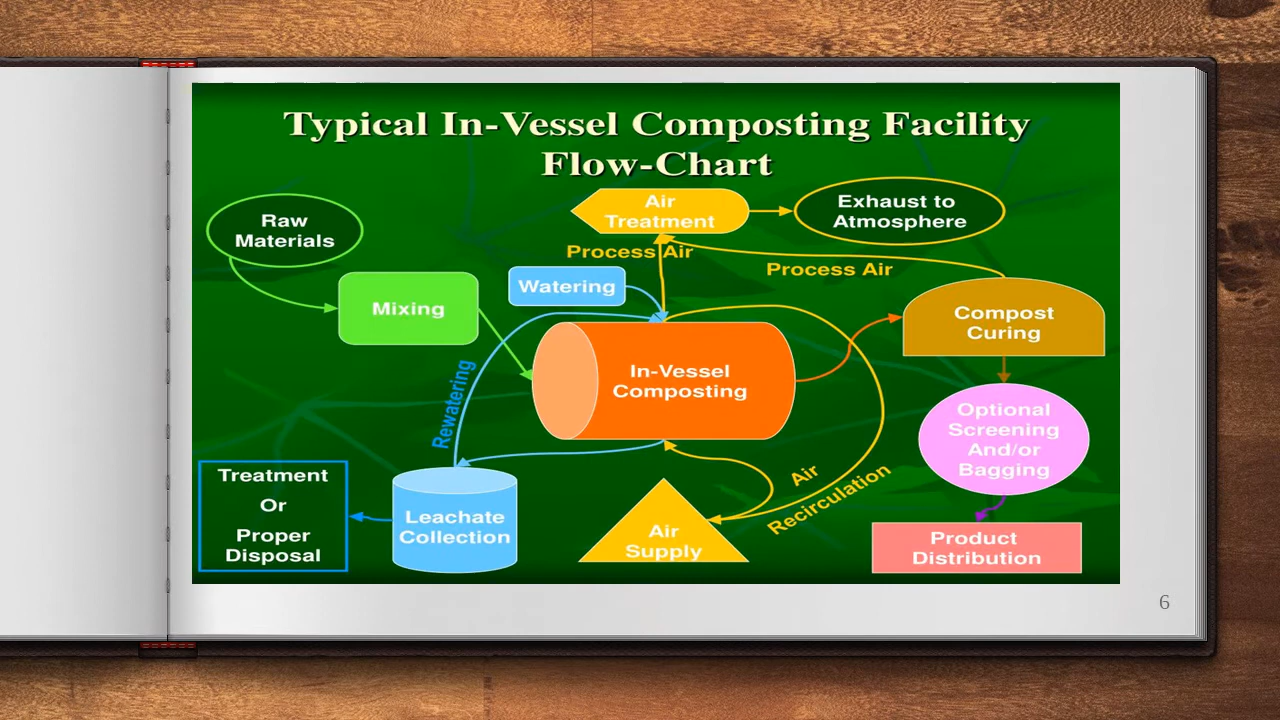 Typical In-Vessel Composting Facility
Flow-Chart
Raw
Materials
Air
Treatment
Exhaust to
Atmosphere
Process Air
Process Air
Watering
Mixing
Compost
Curing
In-Vessel
Composting
Rewatering
Optional
Screening
And/or
Bagging
Treatment
Or
Proper
Disposal
Leachate
Collection
Air
Supply
Air
Recirculation
Product
Distribution
6